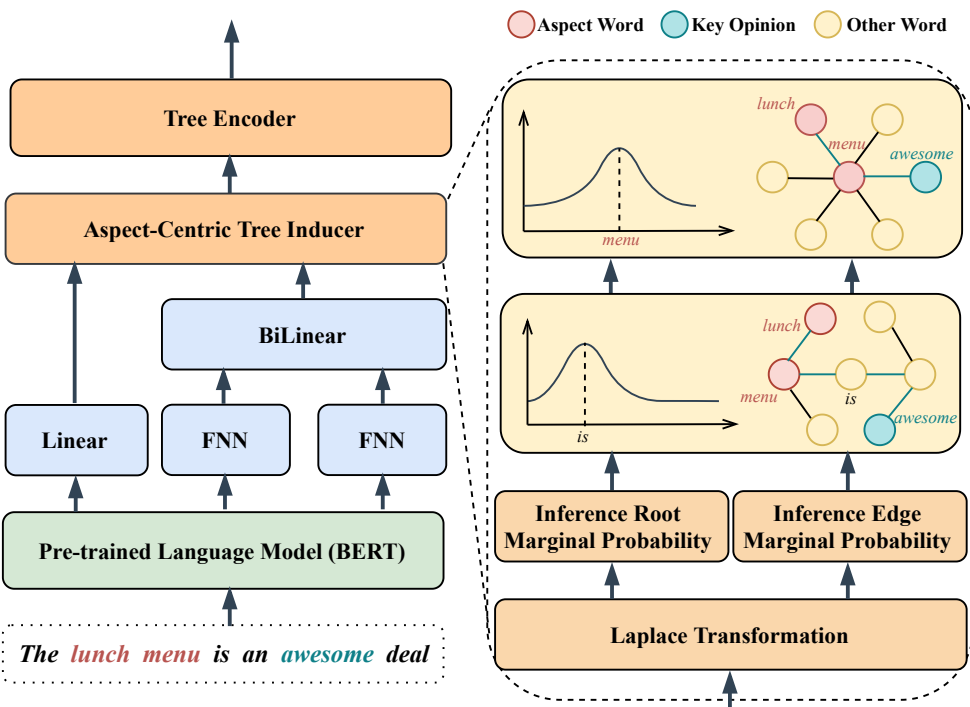 Aspect Word Key Opinion Other Word
Tree Encoder
Aspect-Centric Tree Inducer
BiLinear
Linear
FNN
FNN
Pre-trained Language Model (BERT)
The lunch menu is an awesome deal
lunch
menu
awesome
menu
lunch
menu
is
awesome
is
Inference Root
Marginal Probability
Inference Edge
Marginal Probability
Laplace Transformation